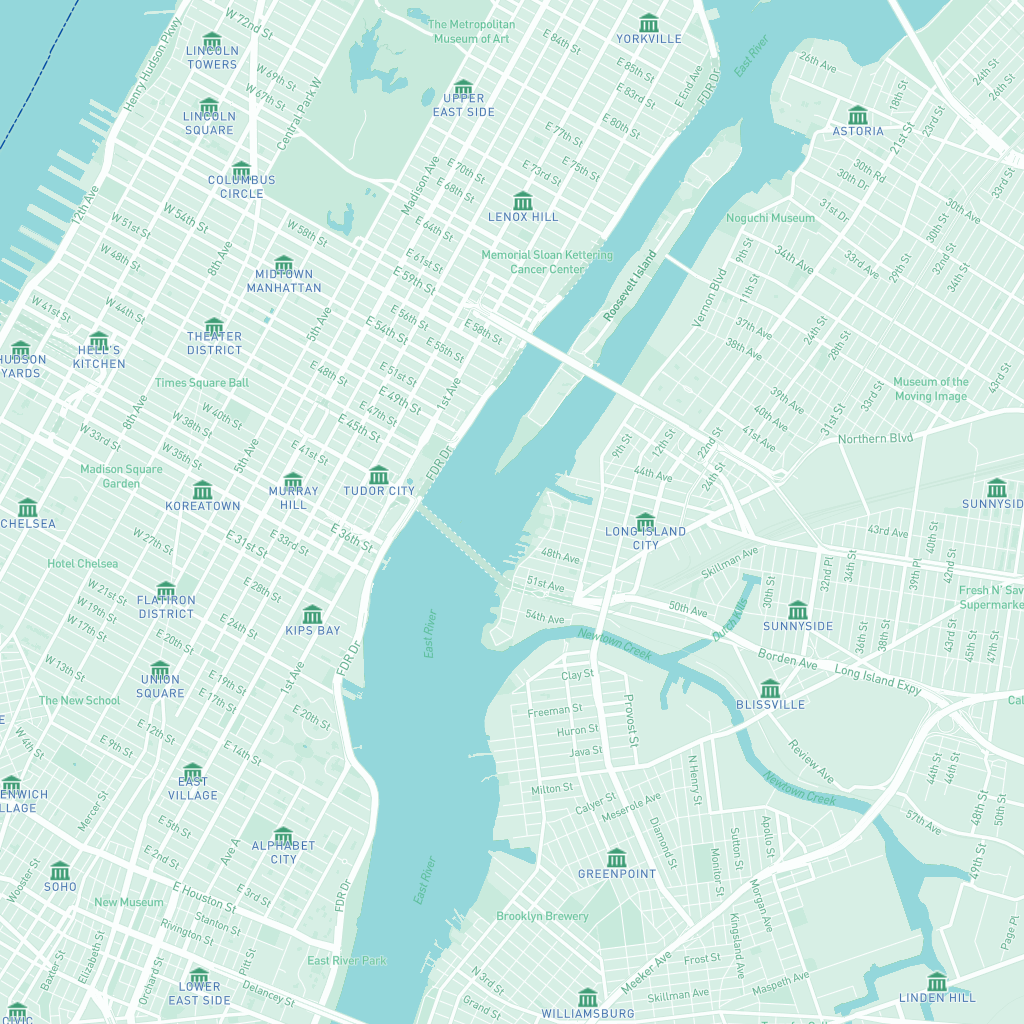 W 72nd St
The Metropolitan
Museum of Art
YORKVILLE
East River
LINCOLN
TOWERS
Henry Hudson Pkwy
E 84th St
E 85th St
26th Ave
24th St
26th St
W 69th St
W 67th St
Central Park W
UPPER
EAST SIDE
E 83rd St
E End Ave
FDR Dr
18th St
LINCOLN
SQUARE
E 77th St
E 80th St
ASTORIA
21st St
23rd St
COLUMBUS
CIRCLE
E 70th St
E 73rd St
E 75th St
30th Rd
30th Dr
33rd St
12th Ave
Madison Ave
E 68th St
W 51st St
W 54th St
W 58th St
E 64th St
LENOX HILL
Noguchi Museum
31st Dr
30th Ave
30th St
W 48th St
8th Ave
E 61st St
Memorial Sloan Kettering
Cancer Center
9th St
34th Ave
33rd Ave
29th St
32nd St
34th St
MIDTOWN
MANHATTAN
E 59th St
Roosevelt Island
Vernon Blvd
11th St
W 41st St
W 44th St
5th Ave
E 56th St
E 54th St
E 58th St
THEATER
DISTRICT
HELL'S
KITCHEN
E 55th St
37th Ave
38th Ave
24th St
28th St
HUDSON
YARDS
Times Square Ball
E 48th St
E 51st St
E 49th St
1st Ave
Museum of the
Moving Image
33rd St
43rd St
39th Ave
8th Ave
W 40th St
W 38th St
E 47th St
E 45th St
40th Ave
41st Ave
31st St
W 33rd St
W 35th St
5th Ave
E 41st St
FDR Dr
9th St
12th St
22nd St
Northern Blvd
Madison Square
Garden
44th Ave
24th St
KOREATOWN
MURRAY
HILL
TUDOR CITY
CHELSEA
SUNNYSID
E 36th St
LONG ISLAND
CITY
W 27th St
E 31st St
E 33rd St
43rd Ave
40th St
Hotel Chelsea
48th Ave
Skillman Ave
32nd Pl
34th St
39th Pl
42nd St
W 21st St
W 19th St
W 17th St
FLATIRON
DISTRICT
E 28th St
51st Ave
30th St
Fresh N' Sav
Supermarke
E 24th St
KIPS BAY
East River
54th Ave
50th Ave
SUNNYSIDE
Dutch Kills
36th St
38th St
43rd St
45th St
47th St
E 20th St
Newtown Creek
W 13th St
UNION
SQUARE
E 19th St
E 17th St
1st Ave
FDR Dr
Clay St
Borden Ave
Long Island Expy
The New School
Cal
BLISSVILLE
Freeman St
Provost St
E 20th St
E 12th St
Huron St
W 4th St
E 9th St
E 14th St
Java St
Review Ave
44th St
46th St
ENWICH
LLAGE
EAST
VILLAGE
Milton St
N Henry St
Newtown Creek
Mercer St
Calyer St
Meserole Ave
48th St
50th St
E 5th St
Ave A
ALPHABET
CITY
Diamond St
Sutton St
Apollo St
57th Ave
E 2nd St
Monitor St
49th St
SOHO
GREENPOINT
Wooster St
E Houston St
E 3rd St
FDR Dr
East River
Morgan Ave
New Museum
Stanton St
Brooklyn Brewery
Kingsland Ave
Page Pl
Rivington St
Baxter St
Elizabeth St
Orchard St
Pitt St
East River Park
Frost St
LOWER
EAST SIDE
Delancey St
N 3rd St
Grand St
Meeker Ave
Skillman Ave
Maspeth Ave
LINDEN HILL
WILLIAMSBURG
CIVIC